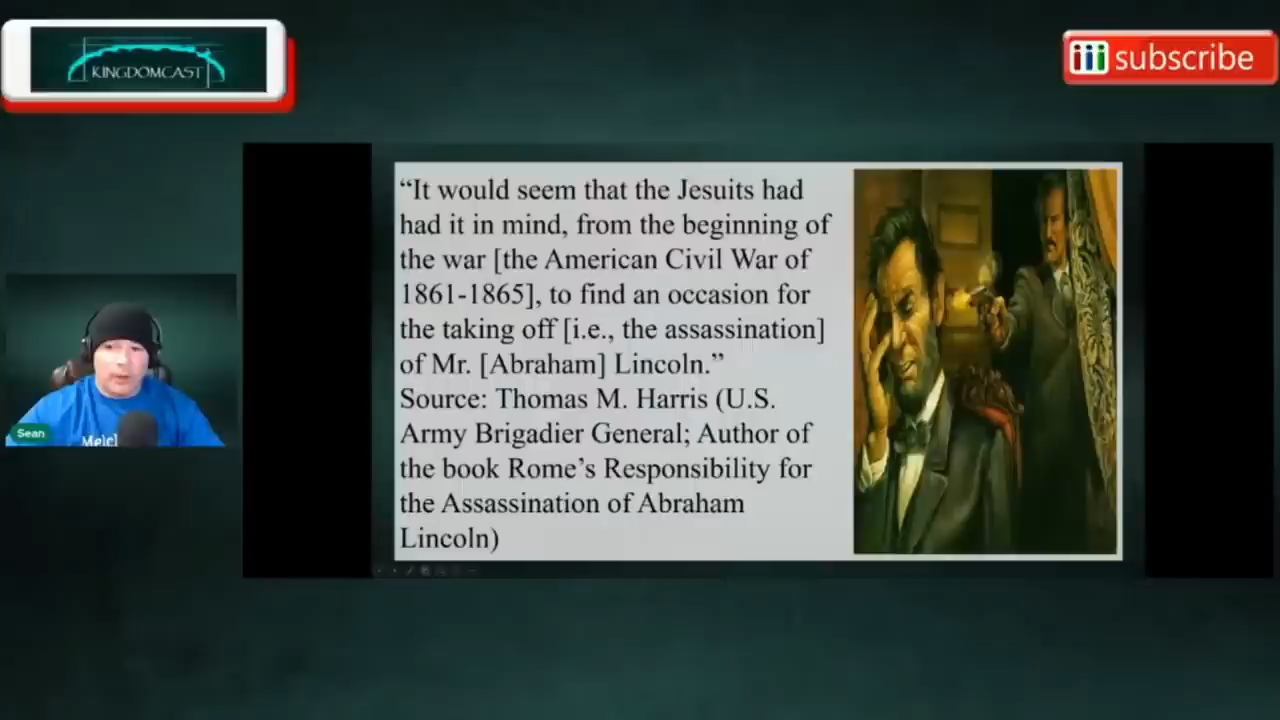 KINGDOMCAST
subscribe
“It would seem that the Jesuits had
had it in mind, from the beginning of
the war [the American Civil War of
1861-1865], to find an occasion for
the taking off [i.e., the assassination]
of Mr. [Abraham] Lincoln.”
Source: Thomas M. Harris (U.S.
Army Brigadier General; Author of
the book Rome’s Responsibility for
the Assassination of Abraham
Lincoln)
Sean